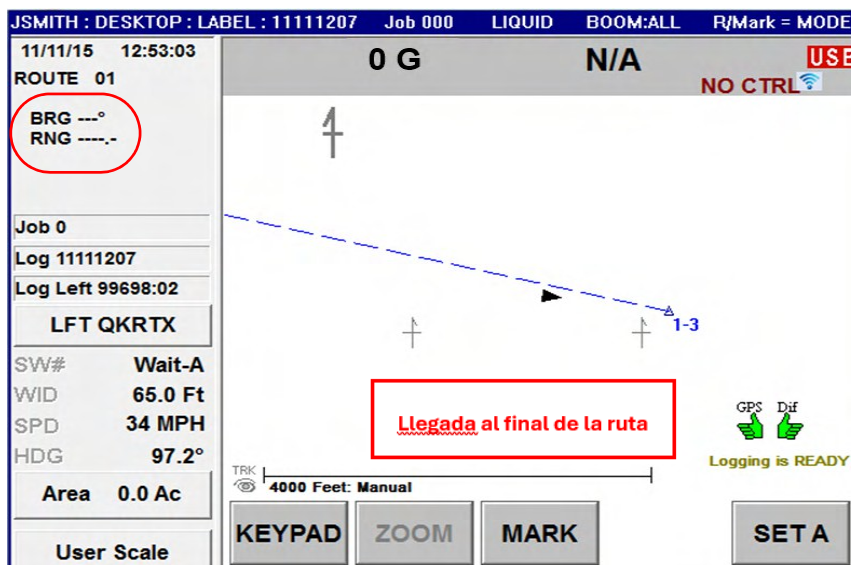 JSMITH : DESKTOP : LABEL : 11111207 Job 000 LIQUID BOOM:ALL R/Mark = MODE
11/11/15 12:53:03
ROUTE 01
BRG ---°
RNG ----.-
0 G N/A
USE
NO CTRL
Job 0
Log 11111207
Log Left 99698:02
LFT QKRTX
SW# Wait-A
WID 65.0 Ft
SPD 34 MPH
HDG 97.2°
Area 0.0 Ac
User Scale
1-3
Llegada al final de la ruta
GPS Dif
Logging is READY
TRK
4000 Feet: Manual
KEYPAD ZOOM MARK SET A